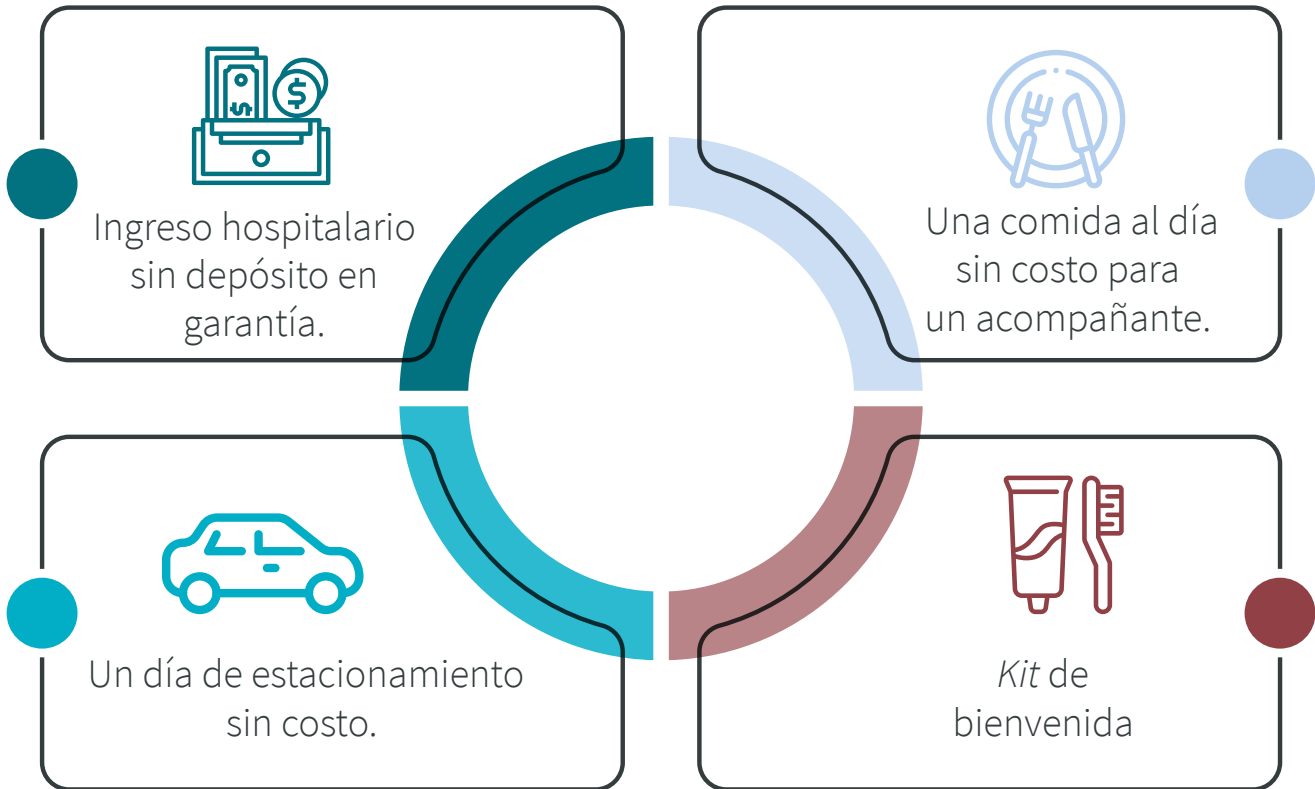 Ingreso hospitalario
sin depósito en
garantía.
Una comida al día
sin costo para
un acompañante.
Un día de estacionamiento
sin costo.
Kit de
bienvenida